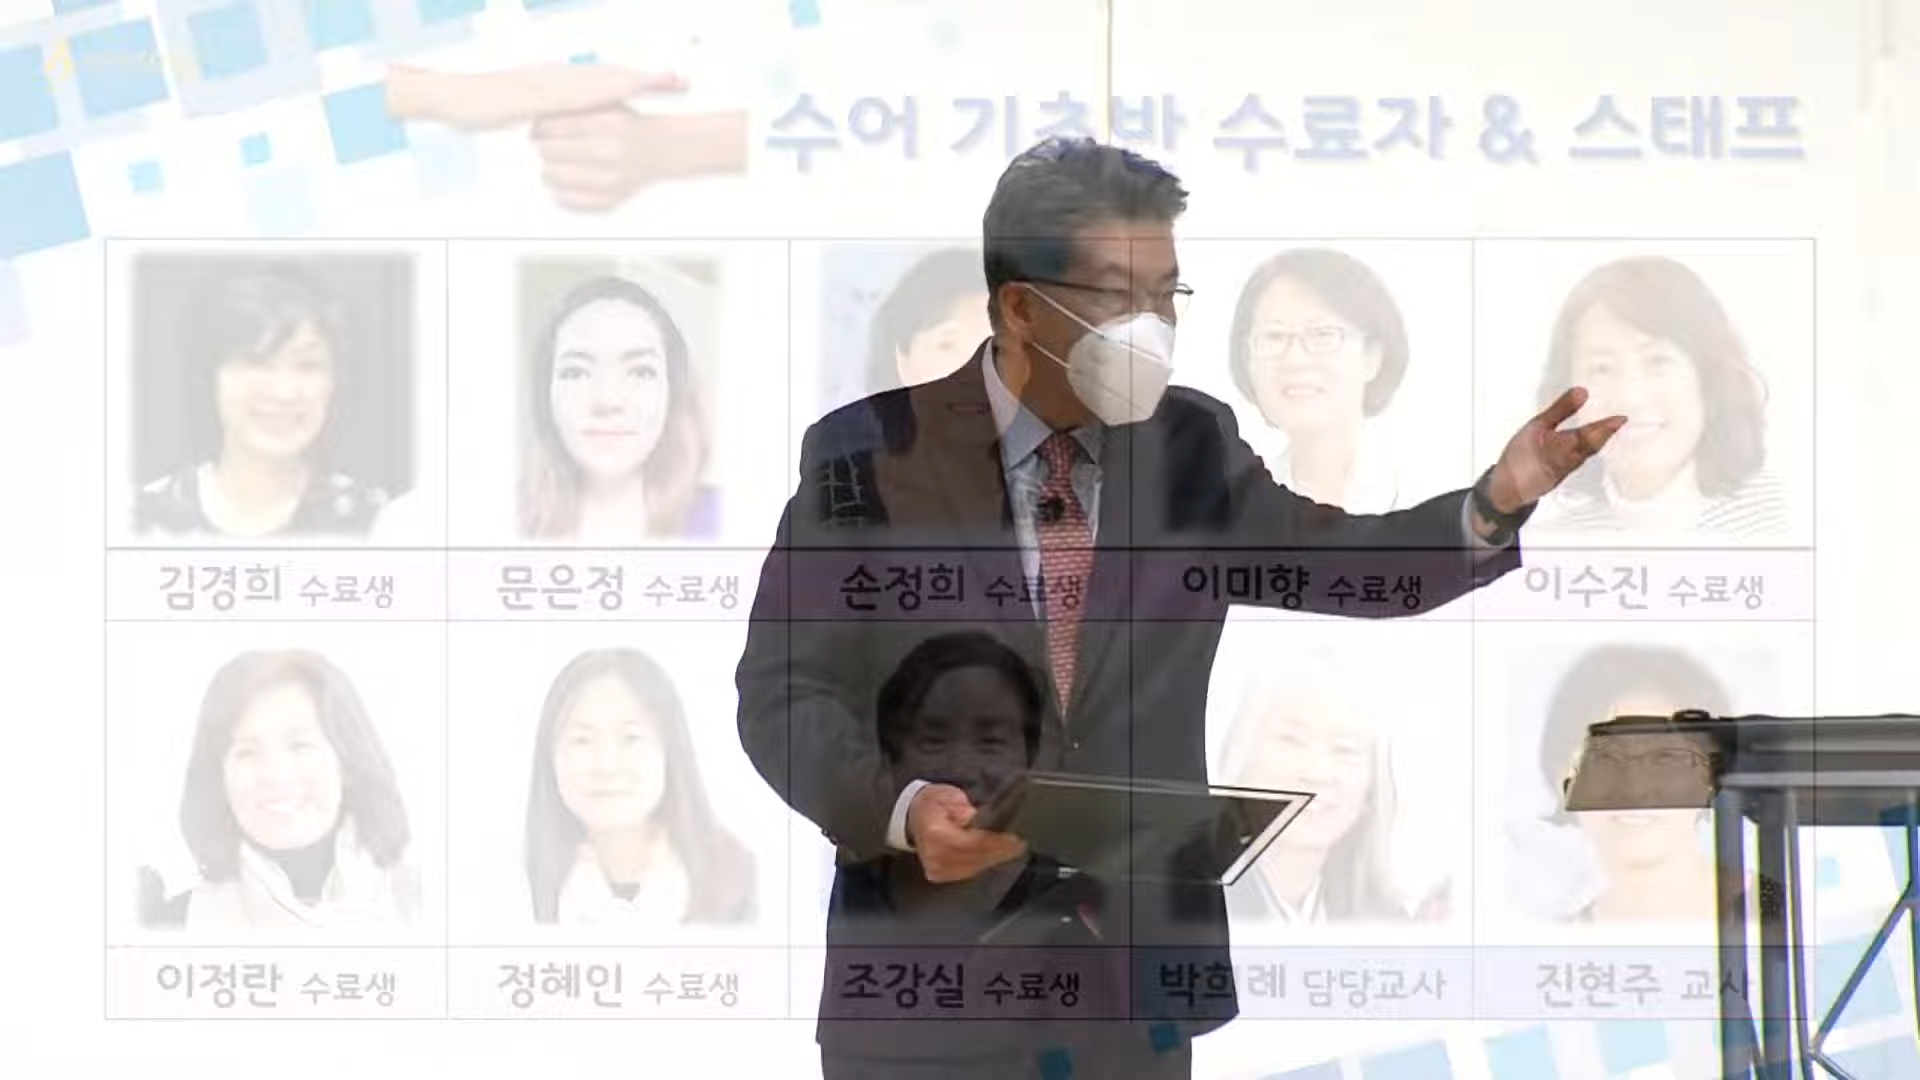 수어 기초반 수료자 & 스태프
김경희 수료생
문은정 수료생
손정희 수료생
이미향 수료생
이수진 수료생
이정란 수료생
정혜인 수료생
조강실 수료생
박희례 담당교사
진현주 교사